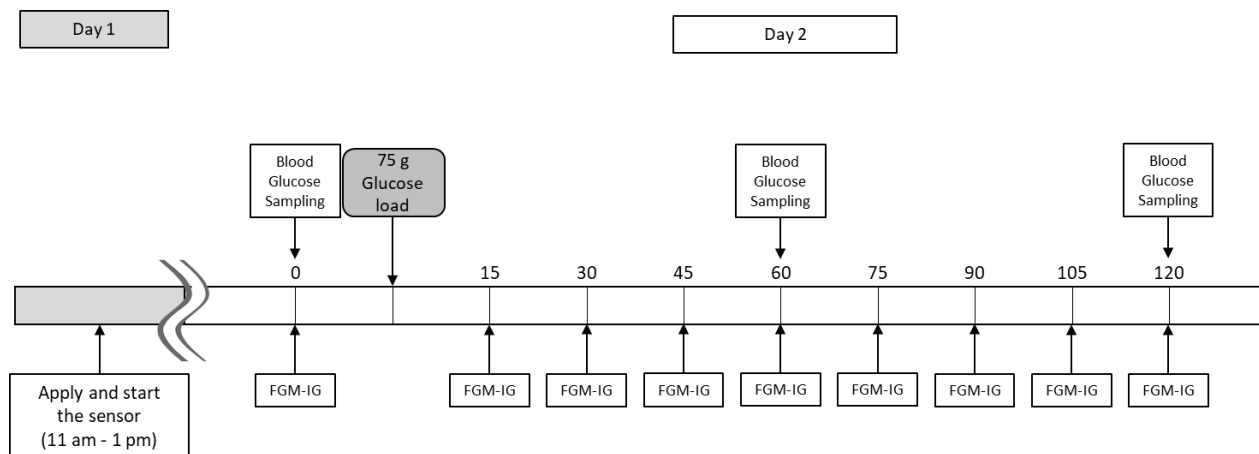 Day 1
Day 2
Blood
Glucose
Sampling
75 g
Glucose
load
Blood
Glucose
Sampling
Blood
Glucose
Sampling
0
15
30
45
60
75
90
105
120
Apply and start
the sensor
(11 am - 1 pm)
FGM-IG
FGM-IG
FGM-IG
FGM-IG
FGM-IG
FGM-IG
FGM-IG
FGM-IG
FGM-IG